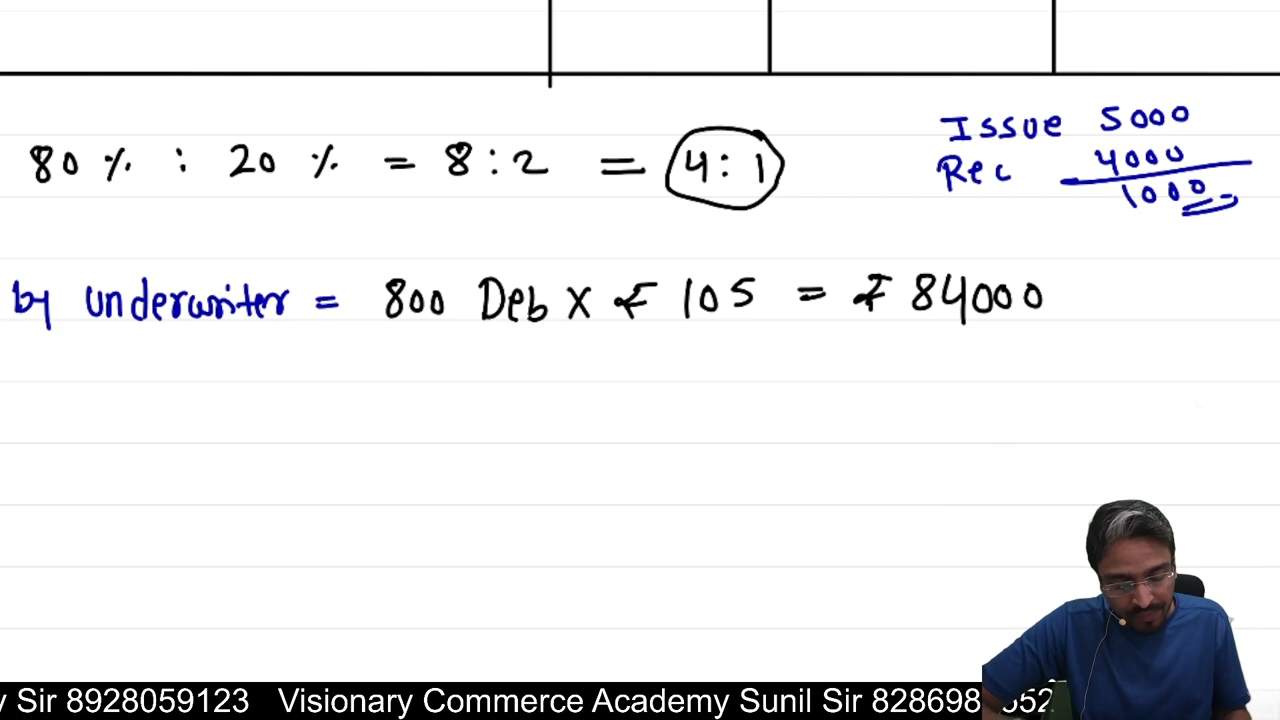 Issue 5000
80 % : 20 % = 8 : 2 = 4 : 1
Rec 4000
1000
by underwriter = 800 Deb X ₹ 105 = ₹ 84000
Sir 8928059123 Visionary Commerce Academy Sunil Sir